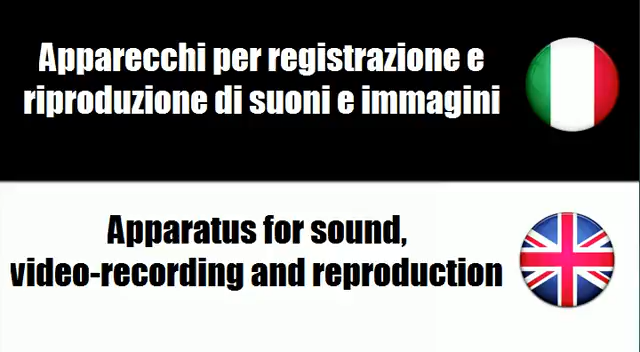 Apparecchi per registrazione e
riproduzione di suoni e immagini
Apparatus for sound,
video-recording and reproduction